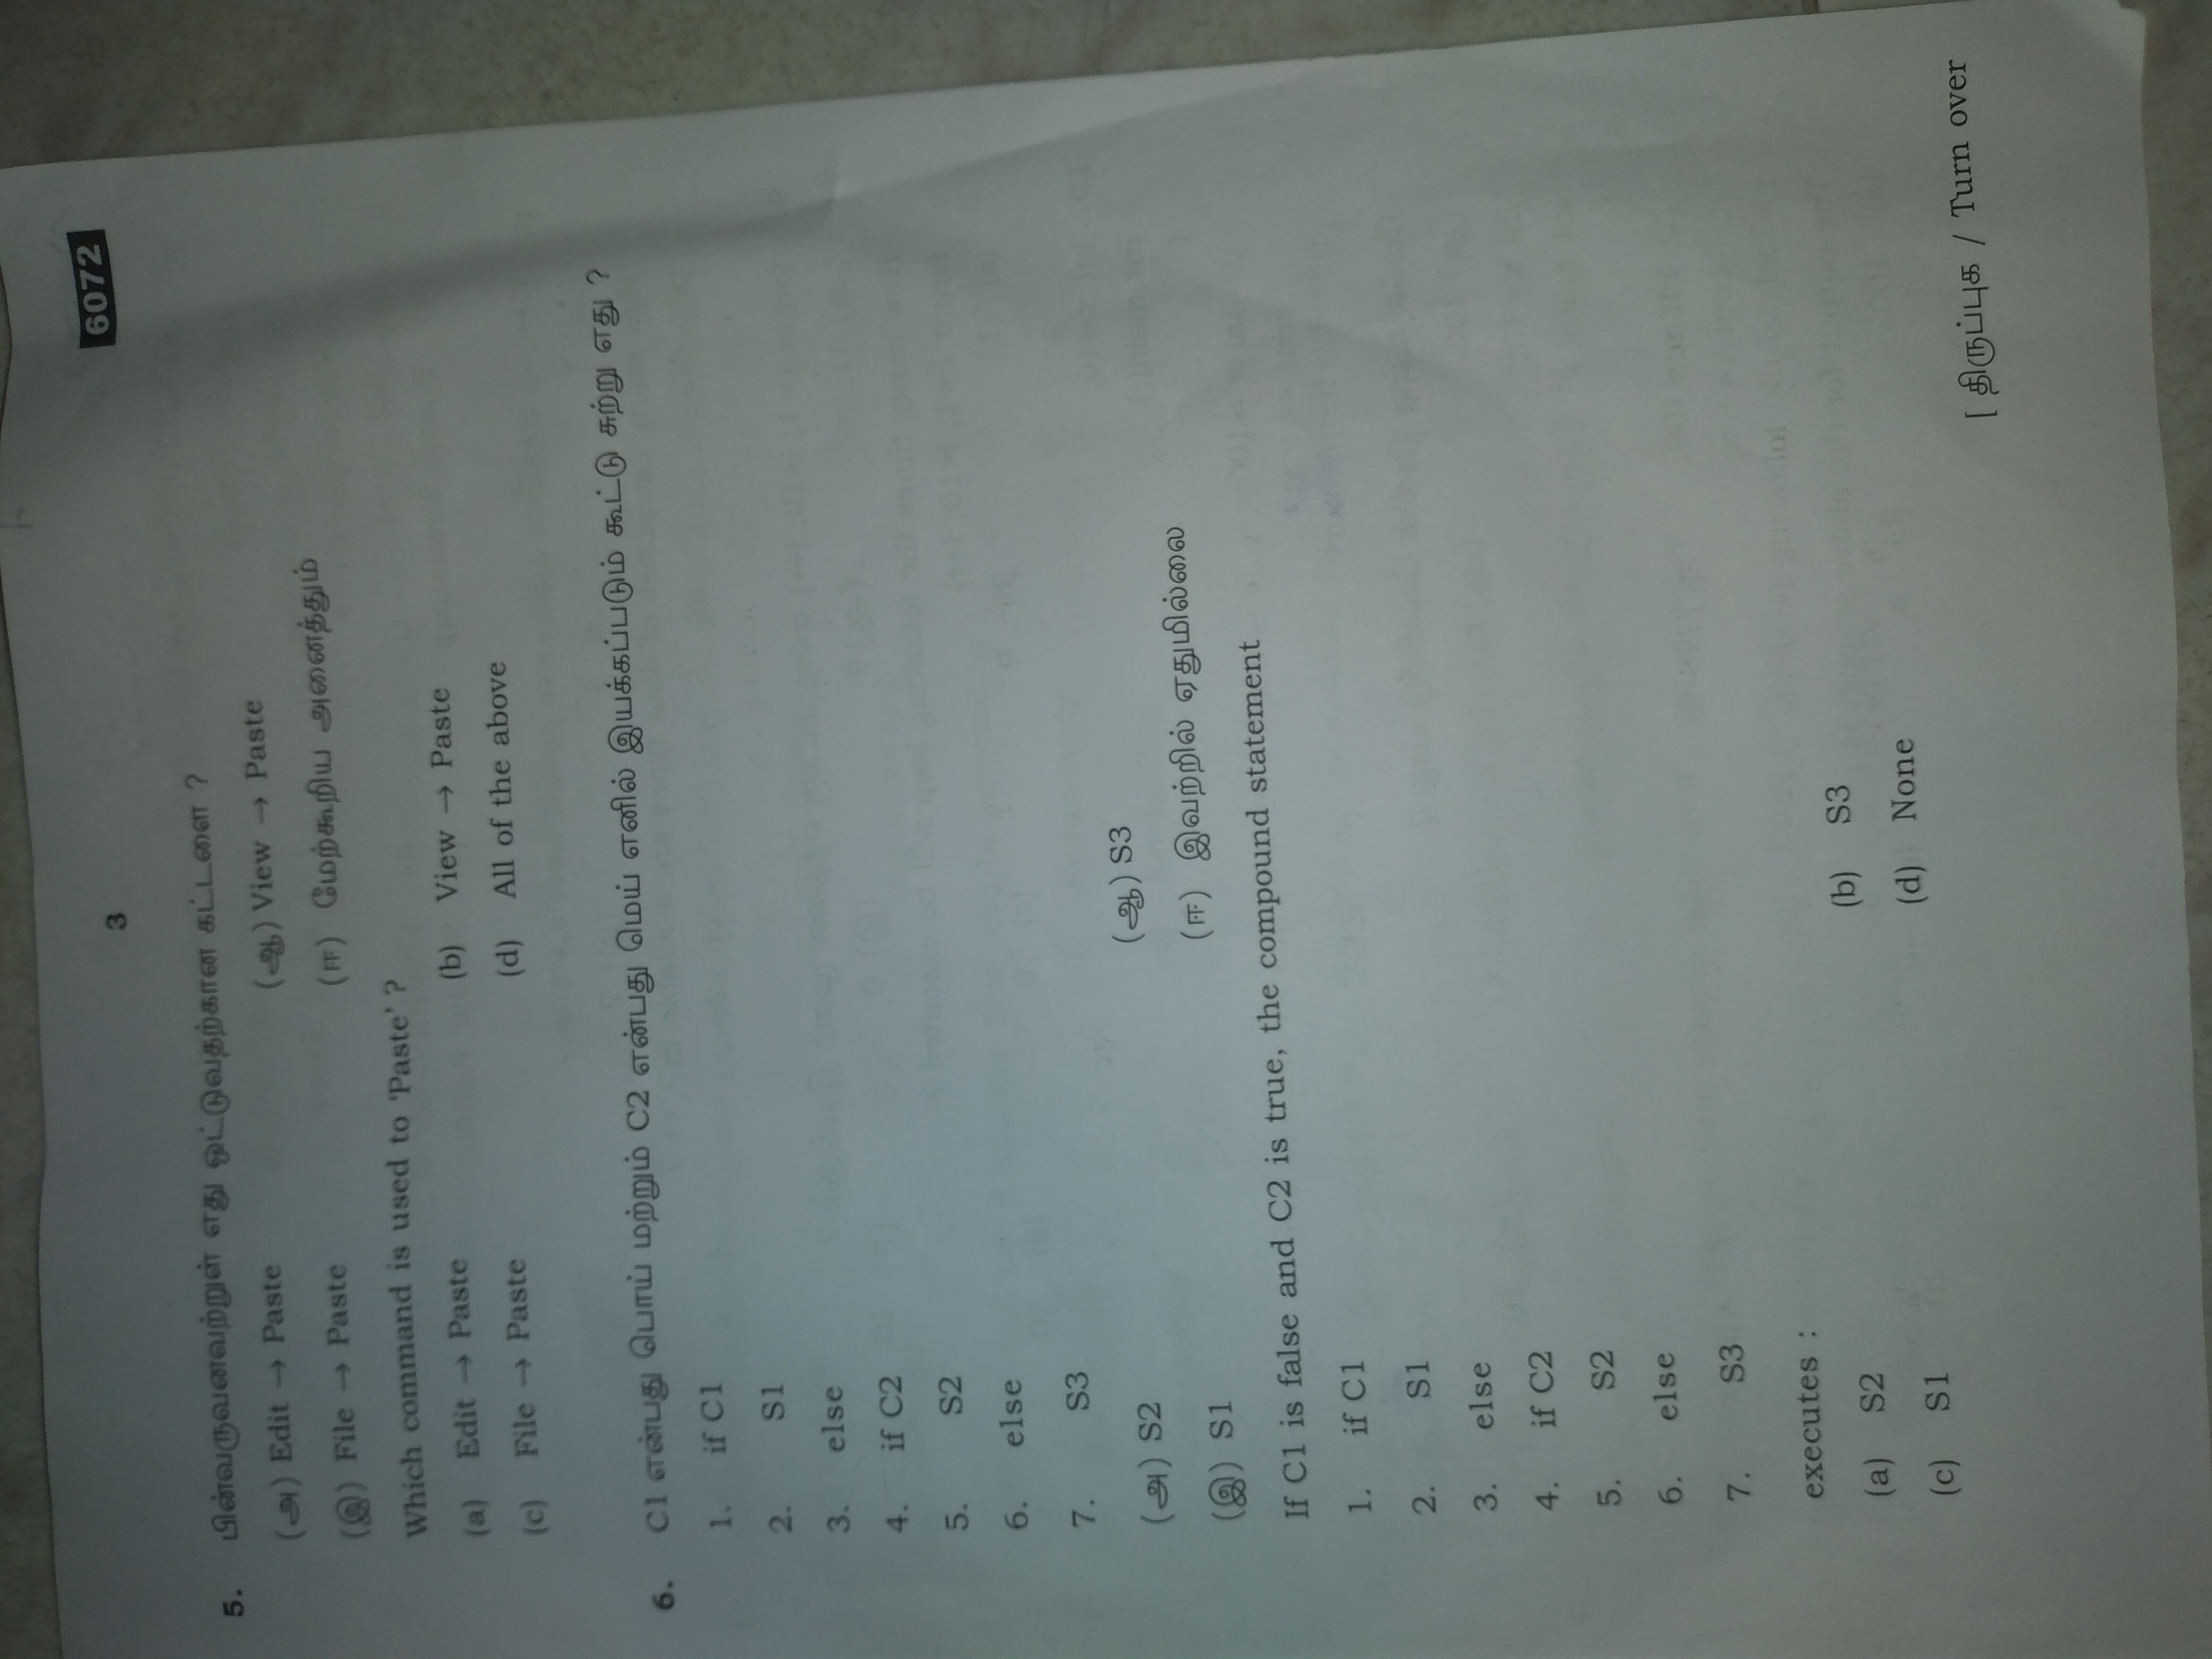 3
6072
5. பின்வருவனவற்றுள் எது ஒட்டுவதற்கான கட்டளை ?
(அ) Edit → Paste (ஆ) View → Paste
(இ) File → Paste (ஈ) மேற்கூறிய அனைத்தும்
Which command is used to ‘Paste’ ?
(a) Edit → Paste (b) View → Paste
(c) File → Paste (d) All of the above
6. C1 என்பது பொய் மற்றும் C2 என்பது மெய் எனில் இயக்கப்படும் கூட்டு சுற்று எது ?
1. if C1
2. S1
3. else
4. if C2
5. S2
6. else
7. S3
(அ) S2 (ஆ) S3
(இ) S1 (ஈ) இவற்றில் ஏதுமில்லை
If C1 is false and C2 is true, the compound statement
1. if C1
2. S1
3. else
4. if C2
5. S2
6. else
7. S3
executes :
(a) S2 (b) S3
(c) S1 (d) None
[ திருப்புக / Turn over